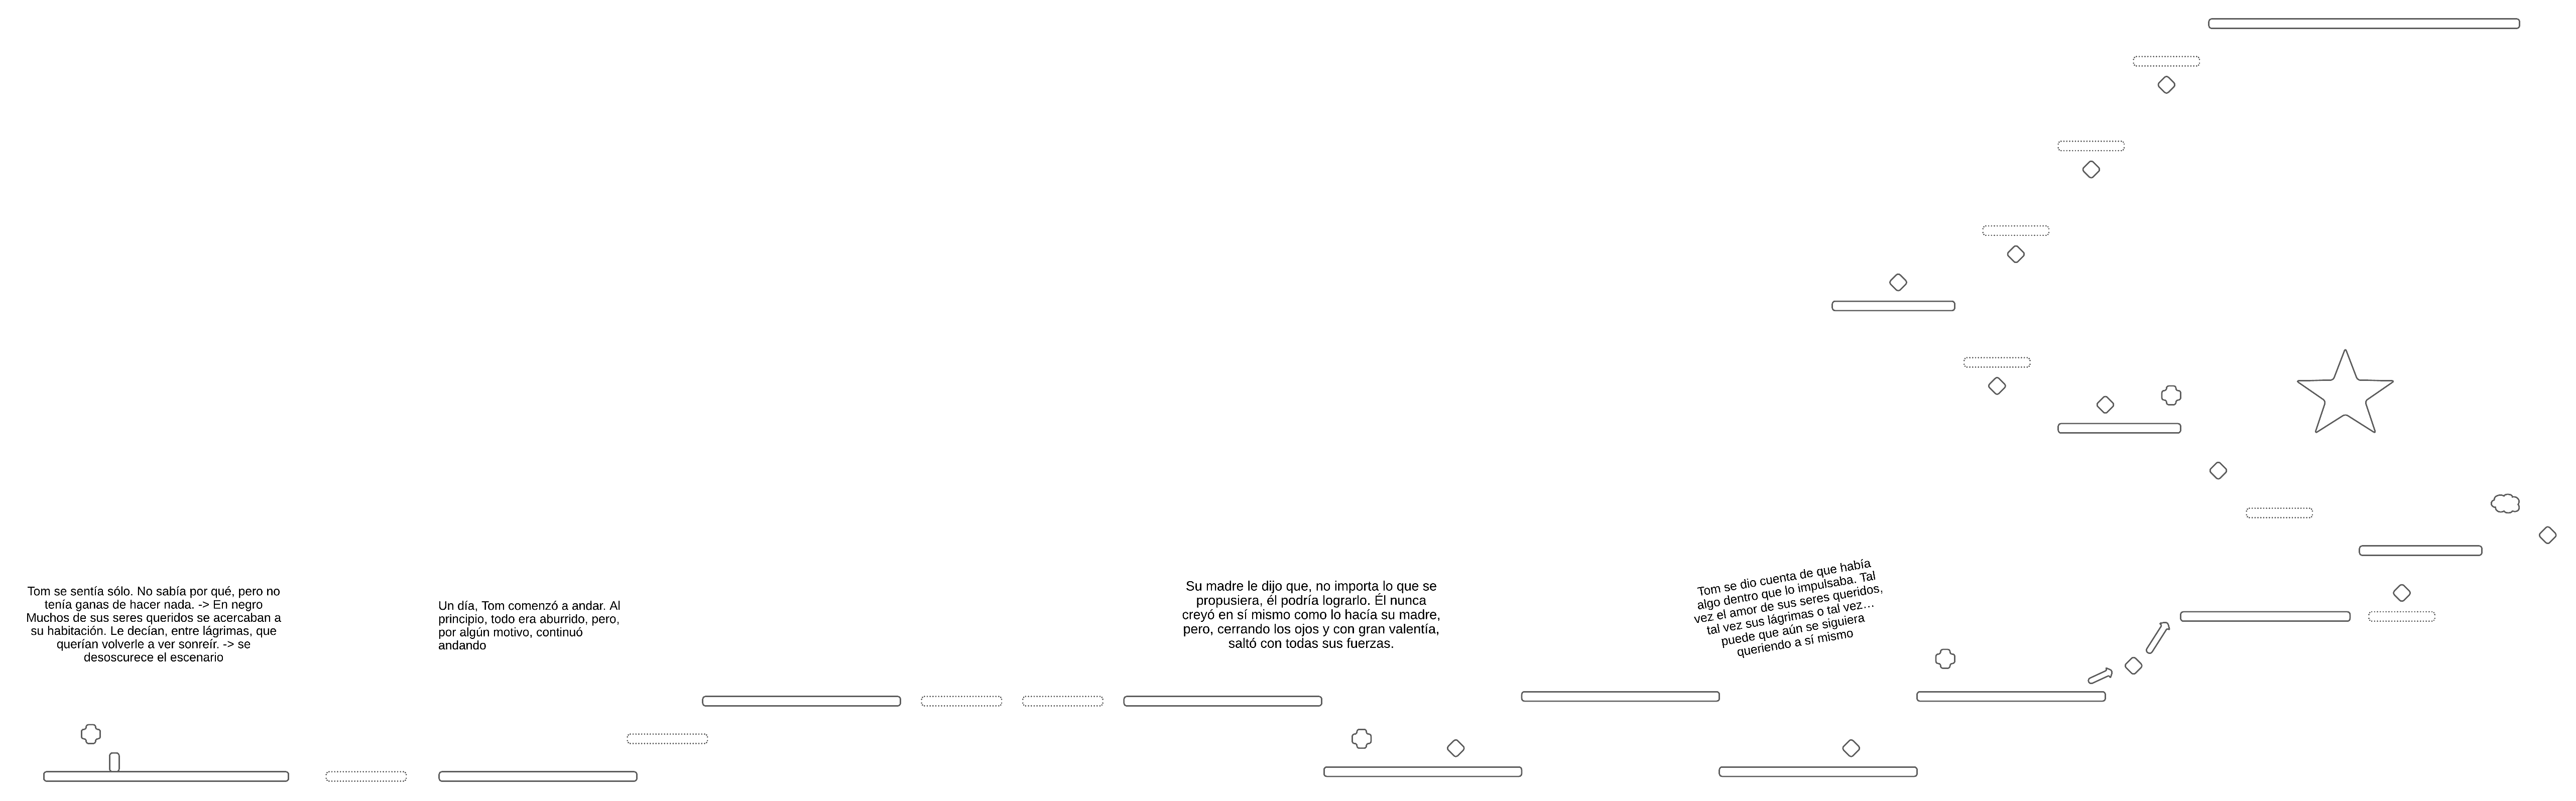 Tom se sentía sólo. No sabía por qué, pero no
tenía ganas de hacer nada. -> En negro
Muchos de sus seres queridos se acercaban a
su habitación. Le decían, entre lágrimas, que
querían volverle a ver sonreír. -> se
desoscurece el escenario
Un día, Tom comenzó a andar. Al
principio, todo era aburrido, pero,
por algún motivo, continuó
andando
Su madre le dijo que, no importa lo que se
propusiera, él podría lograrlo. Él nunca
creyó en sí mismo como lo hacía su madre,
pero, cerrando los ojos y con gran valentía,
saltó con todas sus fuerzas.
Tom se dio cuenta de que había
algo dentro que lo impulsaba. Tal
vez el amor de sus seres queridos,
tal vez sus lágrimas o tal vez...
puede que aún se siguiera
queriendo a sí mismo